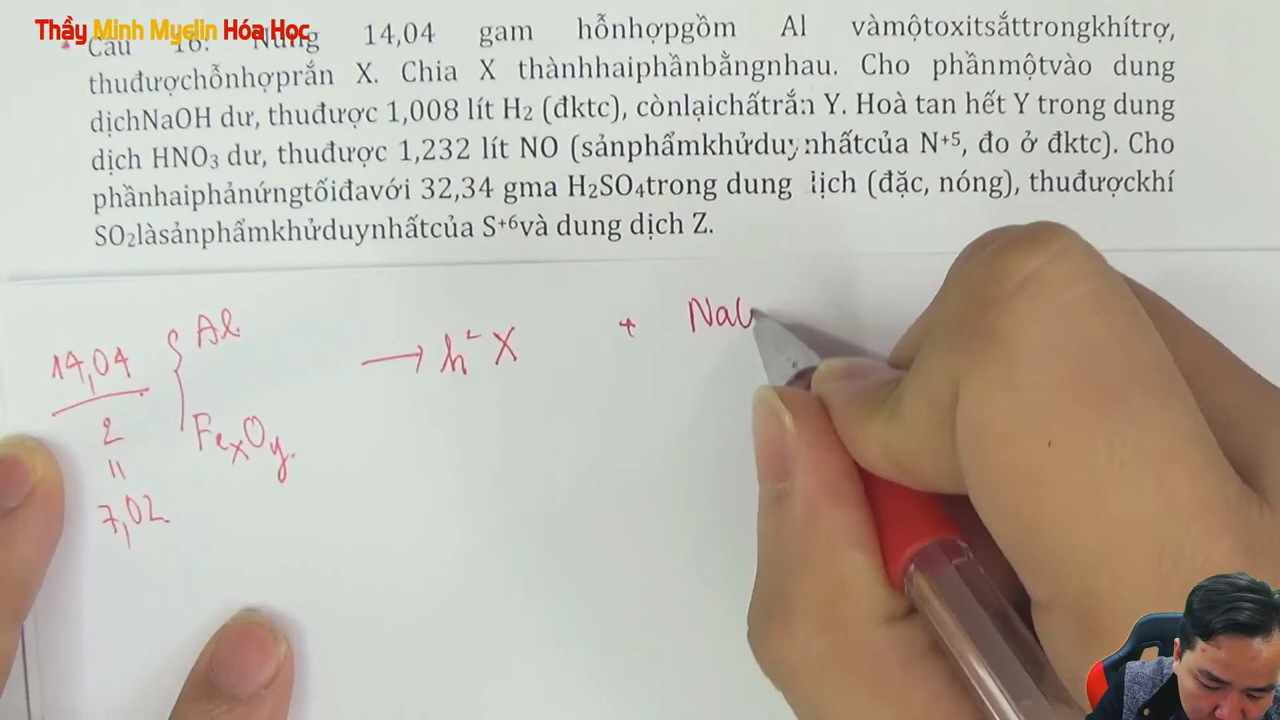 Thầy Minh Myelin Hóa Học
Câu 16: Nung 14,04 gam hỗnhợpgồm Al vàmộtoxitsắttrongkhítrợ,
thuđượchỗnhợprắn X. Chia X thànhhaiphầnbằngnhau. Cho phầnmộtvào dung
dịchNaOH dư, thuđược 1,008 lít H₂ (đktc), cònlạichấtrắn Y. Hoà tan hết Y trong dung
dịch HNO₃ dư, thuđược 1,232 lít NO (sảnphẩmkhửduynhấtcủa N⁺⁵, đo ở đktc). Cho
phầnhaiphảnứngtốiđavới 32,34 gma H₂SO₄trong dung lịch (đặc, nóng), thuđượckhí
SO₂làsảnphẩmkhửduynhấtcủa S⁺⁶và dung dịch Z.
14,04 { Al → h² X + NaO
2
FeₓOy.
=
7,02